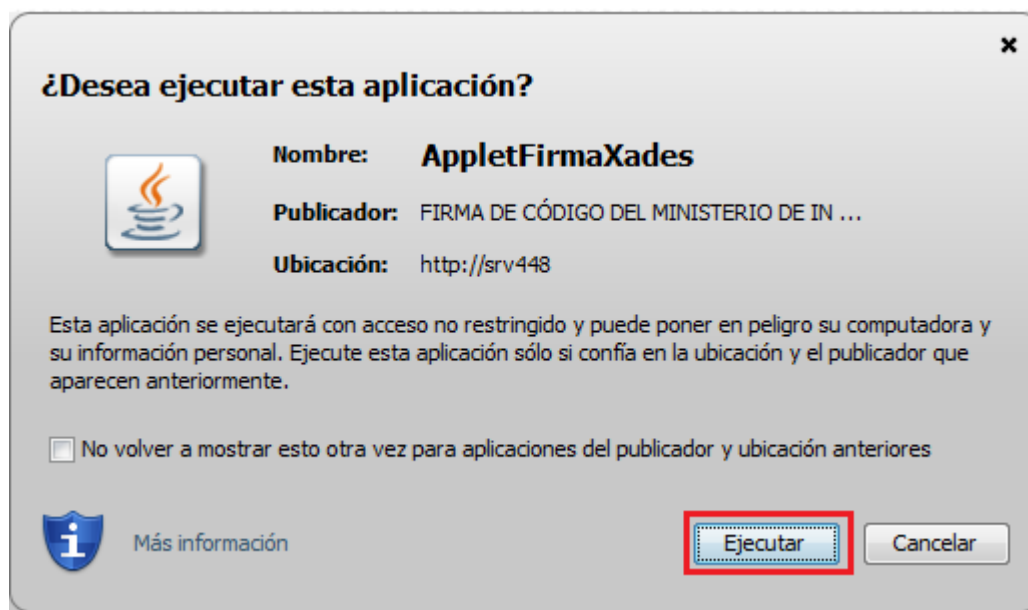 ¿Desea ejecutar esta aplicación?
Nombre: AppletFirmaXades
Publicador: FIRMA DE CÓDIGO DEL MINISTERIO DE IN ...
Ubicación: http://srv448
Esta aplicación se ejecutará con acceso no restringido y puede poner en peligro su computadora y
su información personal. Ejecute esta aplicación sólo si confía en la ubicación y el publicador que
aparecen anteriormente.
No volver a mostrar esto otra vez para aplicaciones del publicador y ubicación anteriores
Más información
Ejecutar
Cancelar